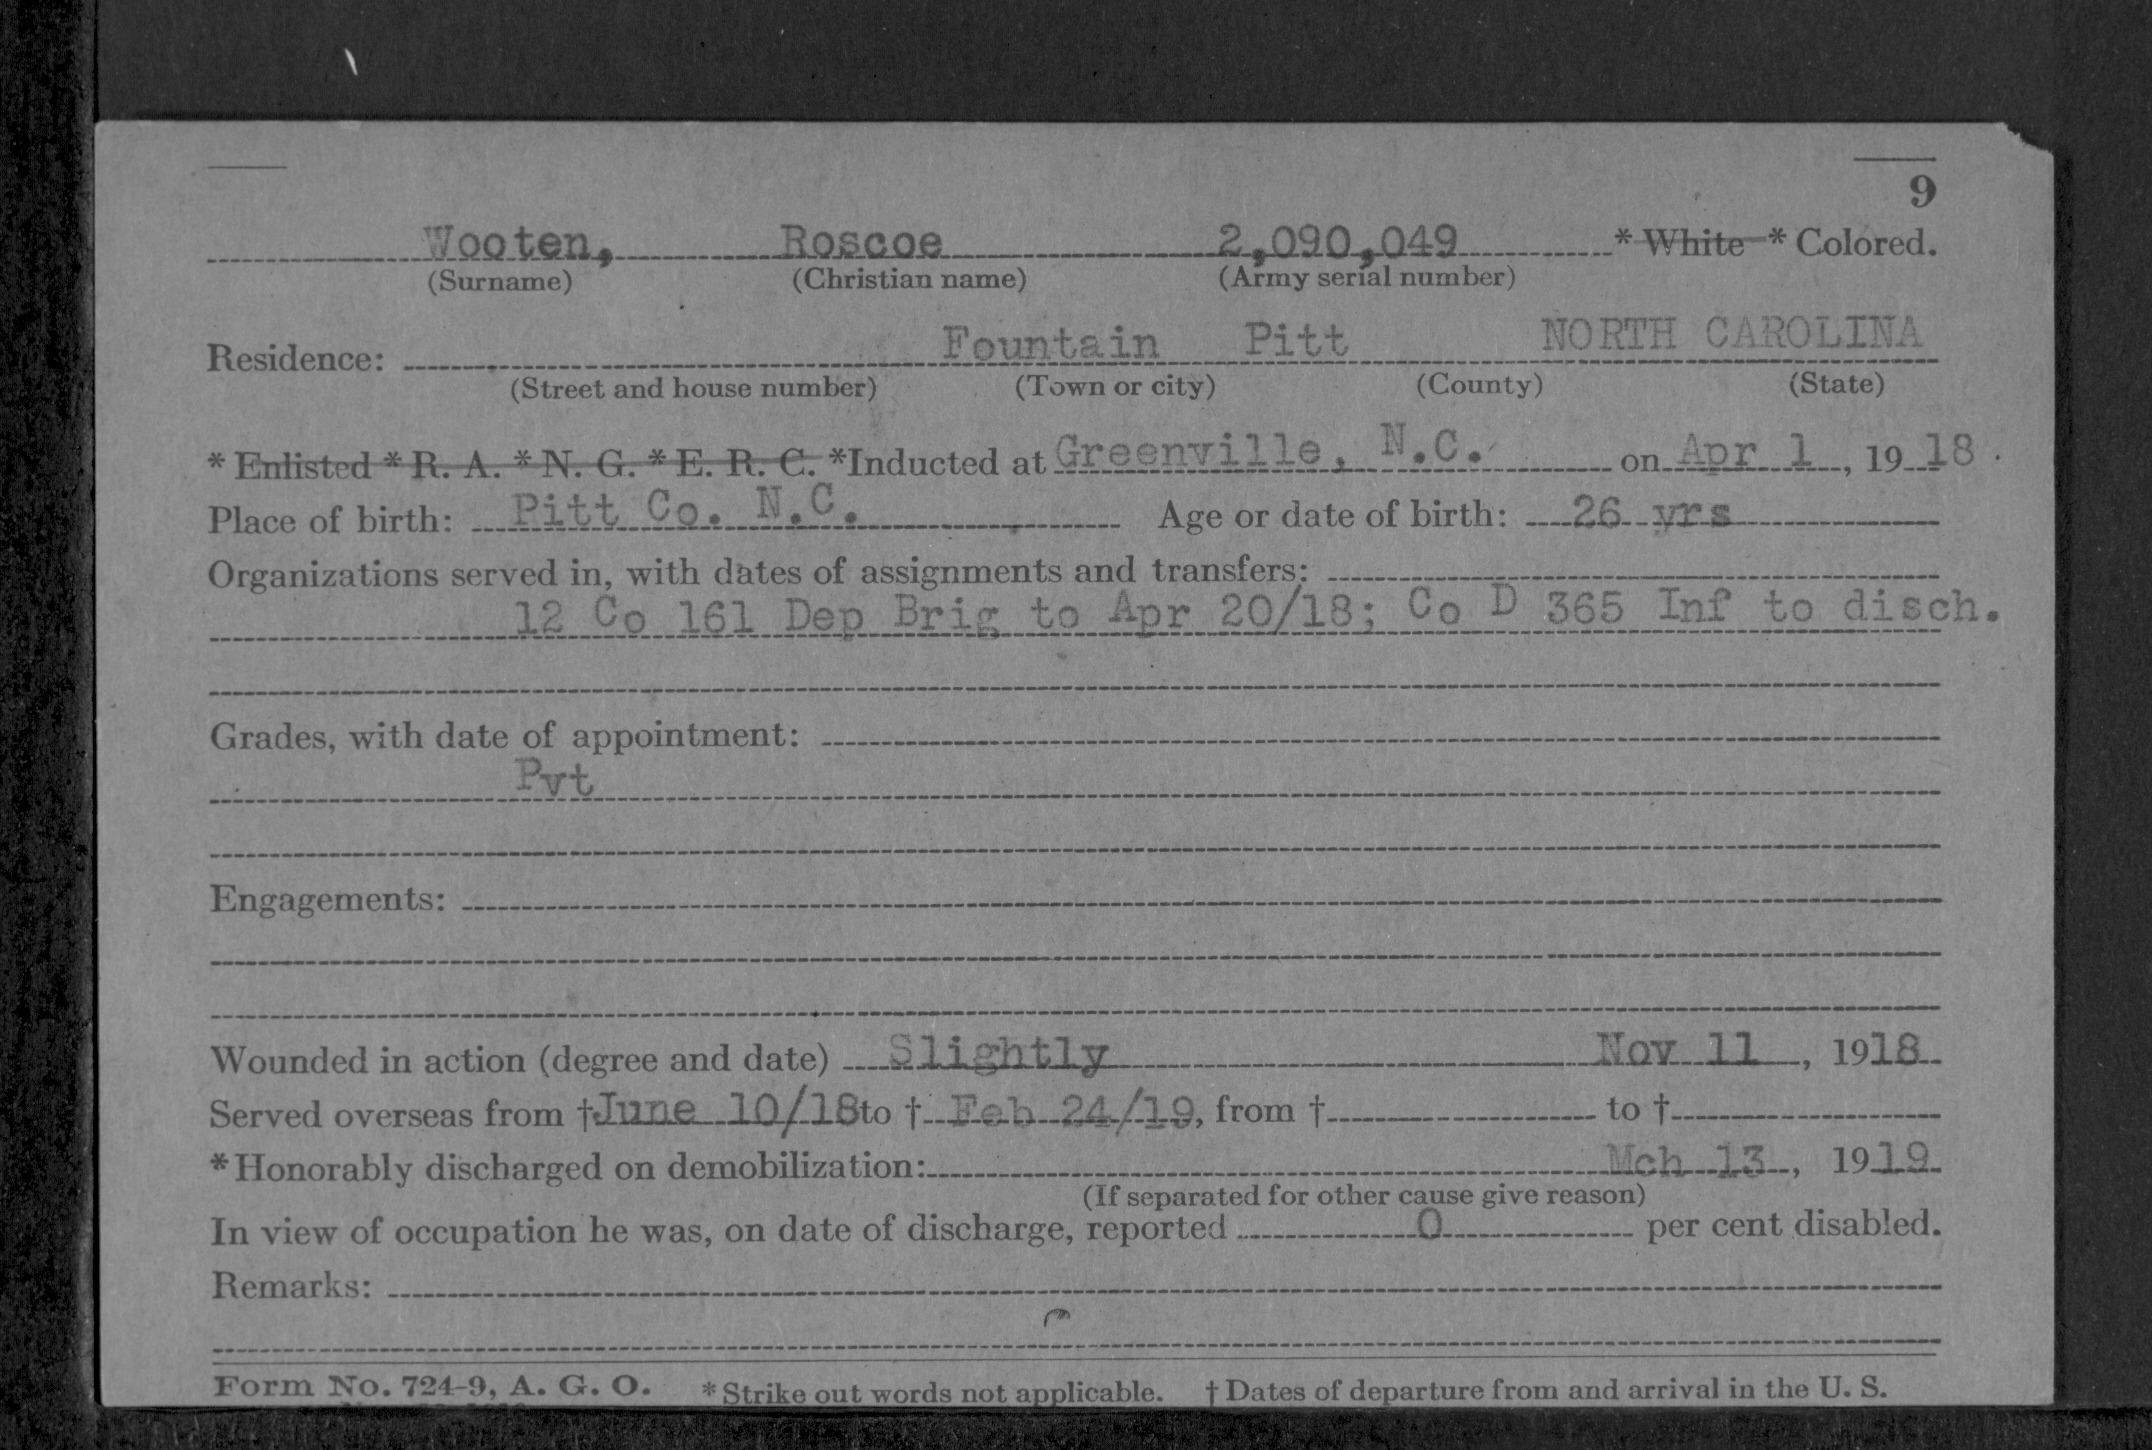 9
Wooten, Roscoe 2,090,049 * White * Colored.
(Surname) (Christian name) (Army serial number)
Residence: Fountain Pitt NORTH CAROLINA
(Street and house number) (Town or city) (County) (State)
* Enlisted * R. A. * N. G. * E. R. C. *Inducted at Greenville, N.C. on Apr 1, 1918.
Place of birth: Pitt Co. N.C. Age or date of birth: 26 yrs
Organizations served in, with dates of assignments and transfers:
12 Co 161 Dep Brig to Apr 20/18; Co D 365 Inf to disch.
Grades, with date of appointment:
Pvt
Engagements:
Wounded in action (degree and date) Slightly Nov 11, 1918
Served overseas from †June 10/18 to † Feb 24/19, from † to †
* Honorably discharged on demobilization: Mch 13, 1919
(If separated for other cause give reason)
In view of occupation he was, on date of discharge, reported 0 per cent disabled.
Remarks:
Form No. 724-9, A. G. O. * Strike out words not applicable. † Dates of departure from and arrival in the U. S.